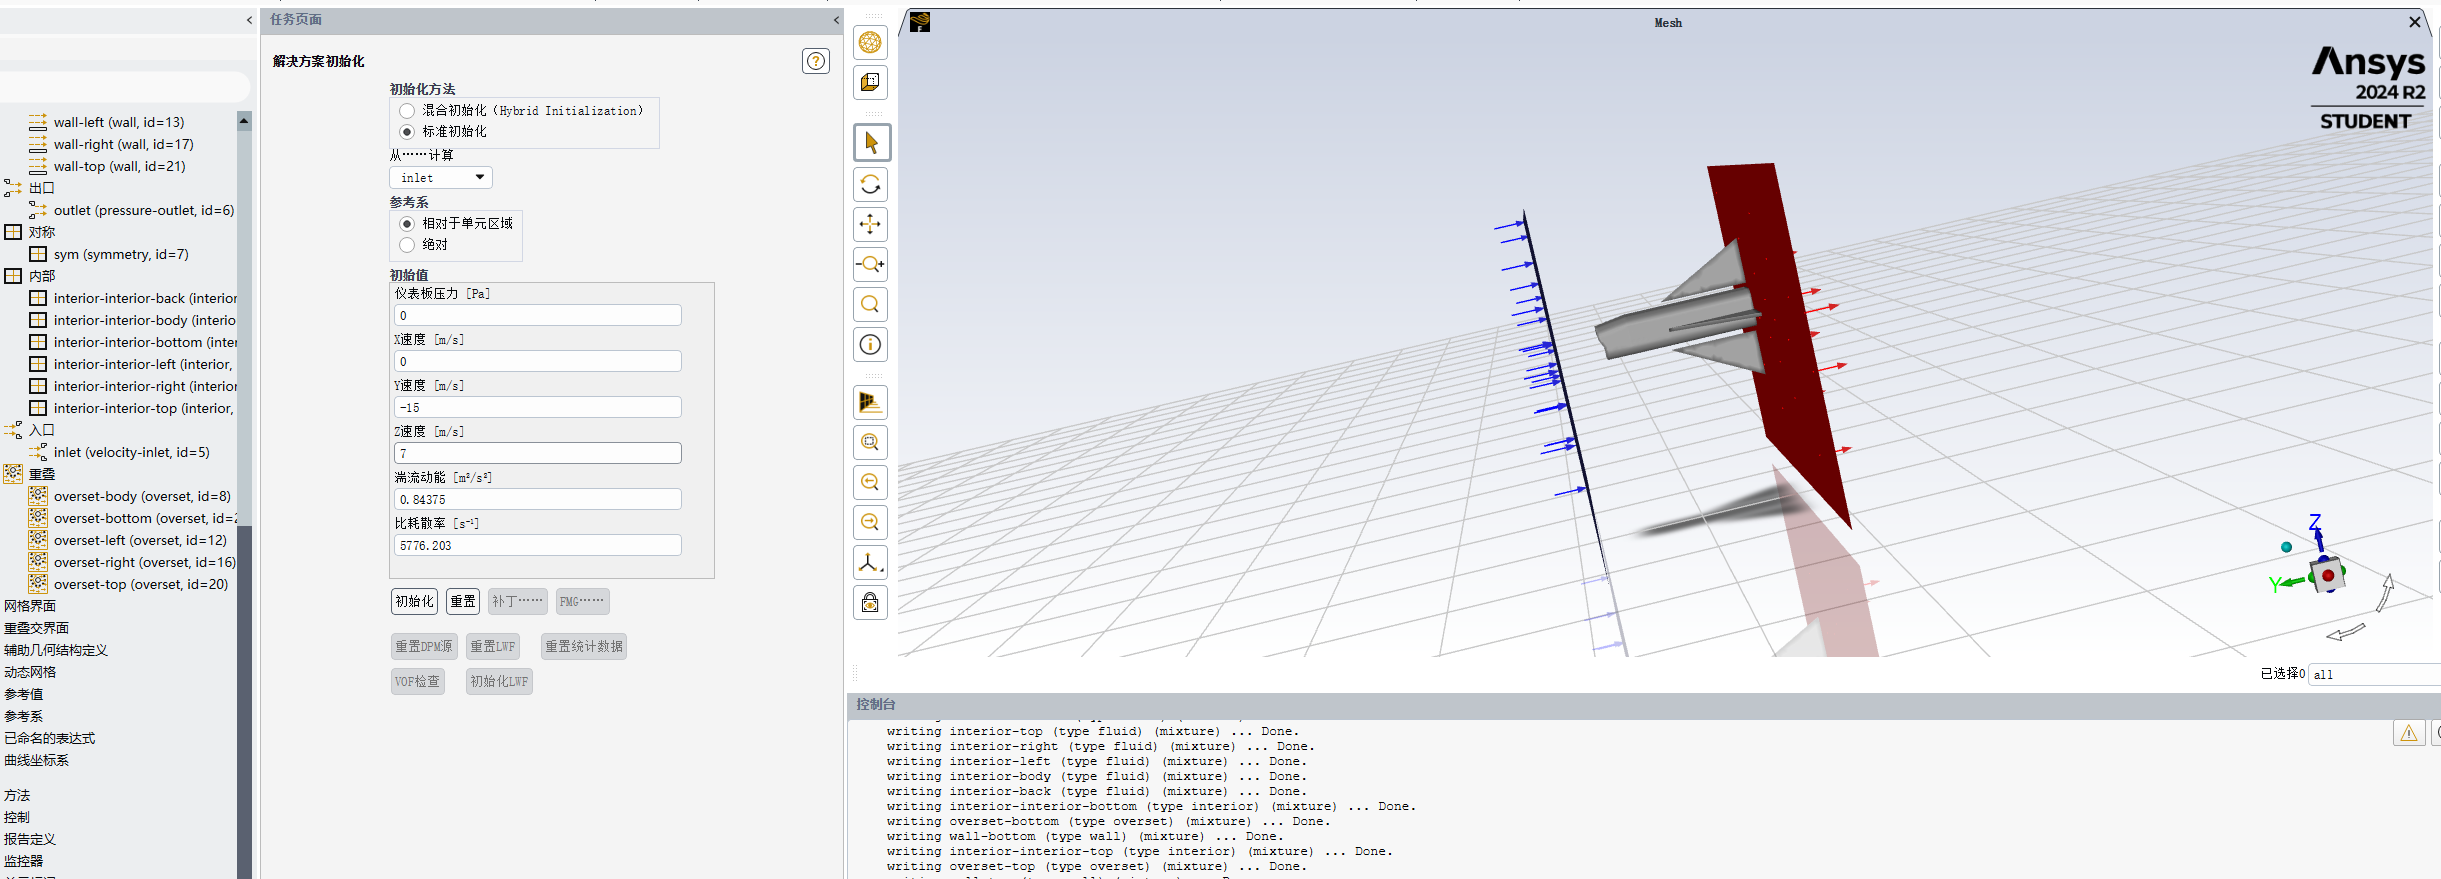 任务页面
解决方案初始化
初始化方法
混合初始化（Hybrid Initialization）
标准初始化
从……计算
inlet
参考系
相对于单元区域
绝对
初始值
仪表板压力 [Pa]
0
X速度 [m/s]
0
Y速度 [m/s]
-15
Z速度 [m/s]
7
湍流动能 [m²/s²]
0.84375
比耗散率 [s⁻¹]
5776.203
初始化 重置 补丁…… FMG……
重置DPM源 重置LWF 重置统计数据
VOF检查 初始化LWF
wall-left (wall, id=13)
wall-right (wall, id=17)
wall-top (wall, id=21)
出口
outlet (pressure-outlet, id=6)
对称
sym (symmetry, id=7)
内部
interior-interior-back (interior
interior-interior-body (interio
interior-interior-bottom (inter
interior-interior-left (interior,
interior-interior-right (interior
interior-interior-top (interior,
入口
inlet (velocity-inlet, id=5)
重叠
overset-body (overset, id=8)
overset-bottom (overset, id=2
overset-left (overset, id=12)
overset-right (overset, id=16)
overset-top (overset, id=20)
网格界面
重叠交界面
辅助几何结构定义
动态网格
参考值
参考系
已命名的表达式
曲线坐标系
方法
控制
报告定义
监控器
Mesh
Ansys
2024 R2
STUDENT
Z
Y
已选择0 all
控制台
writing interior-top (type fluid) (mixture) ... Done.
writing interior-right (type fluid) (mixture) ... Done.
writing interior-left (type fluid) (mixture) ... Done.
writing interior-body (type fluid) (mixture) ... Done.
writing interior-back (type fluid) (mixture) ... Done.
writing interior-interior-bottom (type interior) (mixture) ... Done.
writing overset-bottom (type overset) (mixture) ... Done.
writing wall-bottom (type wall) (mixture) ... Done.
writing interior-interior-top (type interior) (mixture) ... Done.
writing overset-top (type overset) (mixture) ... Done.